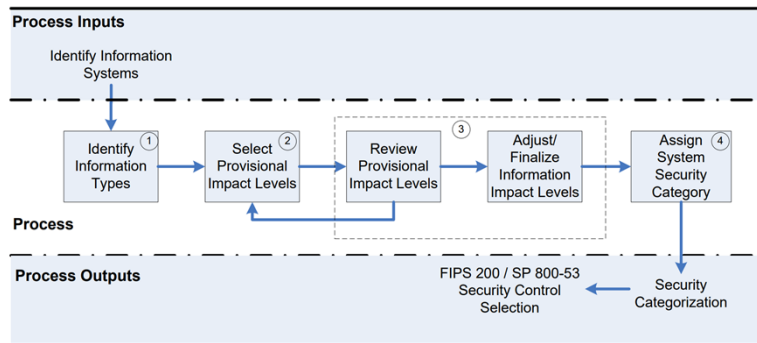 Process Inputs
Identify Information
Systems
1
Identify
Information
Types
2
Select
Provisional
Impact Levels
3
Review
Provisional
Impact Levels
Adjust/
Finalize
Information
Impact Levels
4
Assign
System
Security
Category
Process
Process Outputs
FIPS 200 / SP 800-53
Security Control
Selection
Security
Categorization